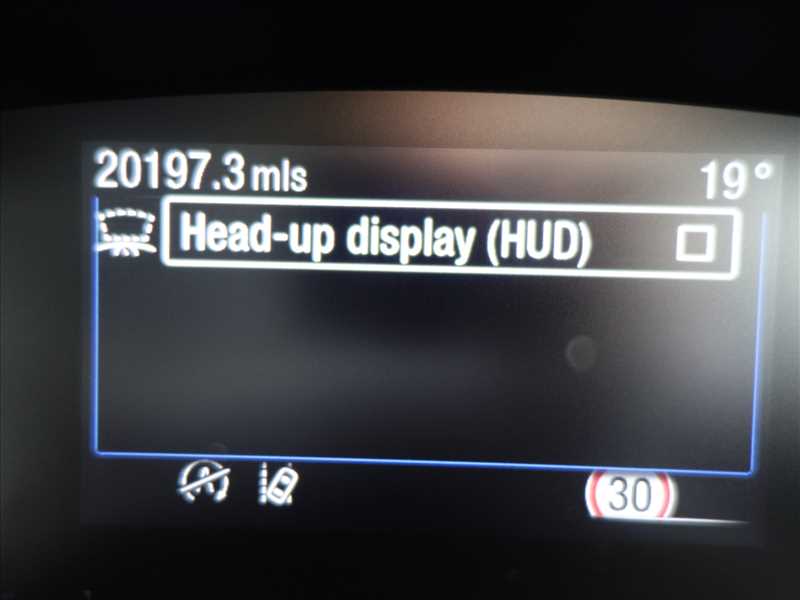 20197.3 mls 19°
Head-up display (HUD)
30